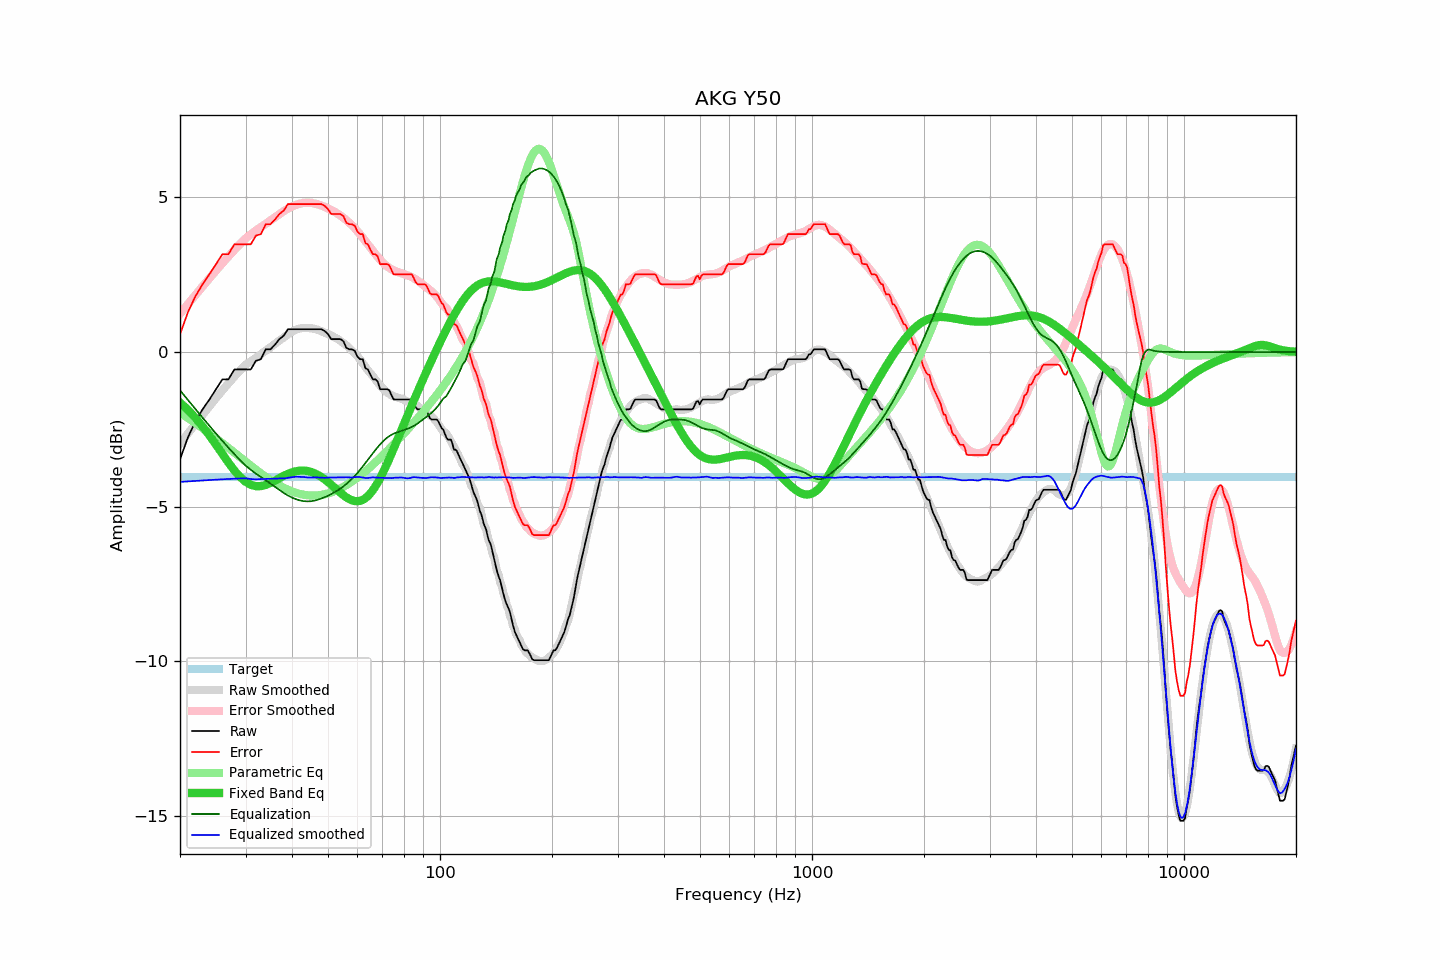 AKG Y50
Amplitude (dBr)
5
0
−5
−10
−15
Target
Raw Smoothed
Error Smoothed
Raw
Error
Parametric Eq
Fixed Band Eq
Equalization
Equalized smoothed
100
1000
10000
Frequency (Hz)